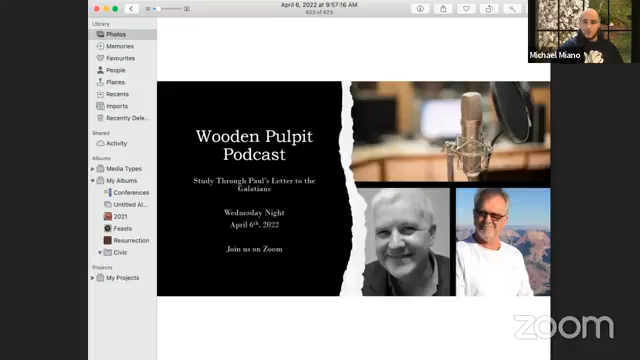 April 6, 2022 at 9:57:16 AM
623 of 623
Library
Photos
Memories
Favourites
People
Places
Recents
Imports
Recently Dele...
Shared
Activity
Albums
Media Types
My Albums
Conferences
Untitled Al...
2021
Feasts
Resurrection
Civic
Projects
My Projects
Wooden Pulpit
Podcast
Study Through Paul's Letter to the
Galatians
Wednesday Night
April 6th, 2022
Join us on Zoom
Michael Miano
zoom